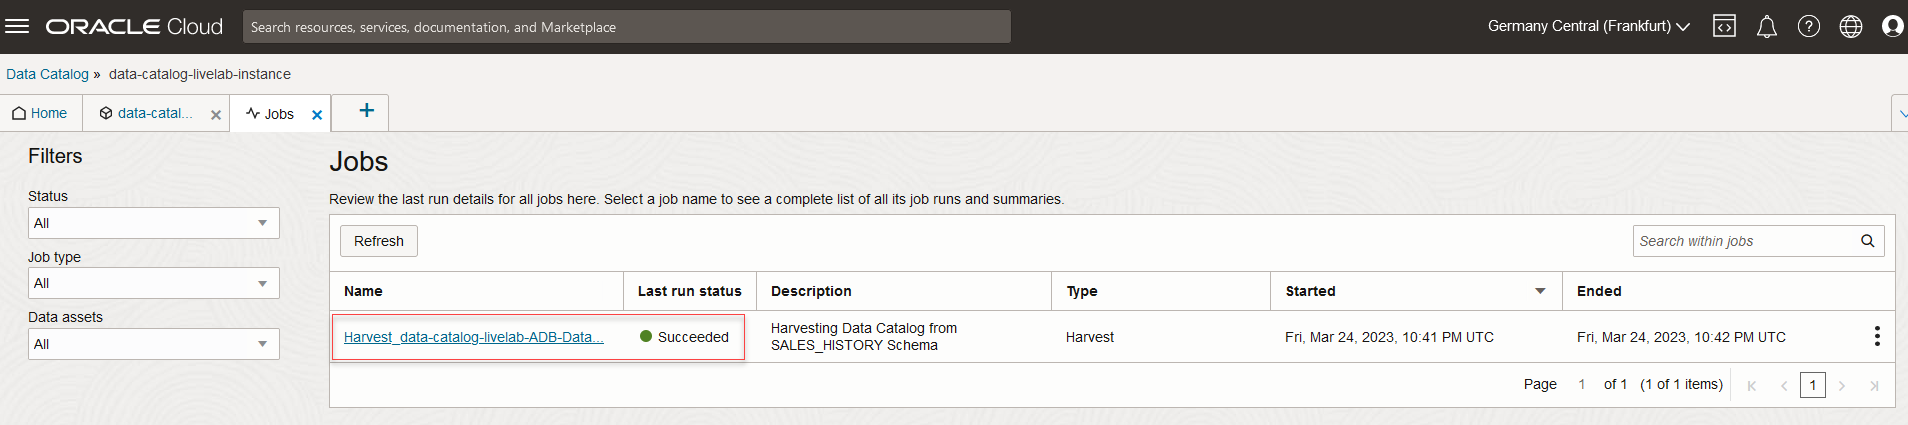 ORACLE Cloud
Search resources, services, documentation, and Marketplace
Germany Central (Frankfurt)
Data Catalog » data-catalog-livelab-instance
Home
data-catal...
Jobs
Filters
Status
All
Job type
All
Data assets
All
Jobs
Review the last run details for all jobs here. Select a job name to see a complete list of all its job runs and summaries.
Refresh
Search within jobs
Name Last run status Description Type Started Ended
Harvest_data-catalog-livelab-ADB-Data... Succeeded Harvesting Data Catalog from
SALES_HISTORY Schema
Harvest Fri, Mar 24, 2023, 10:41 PM UTC Fri, Mar 24, 2023, 10:42 PM UTC
Page 1 of 1 (1 of 1 items) 1